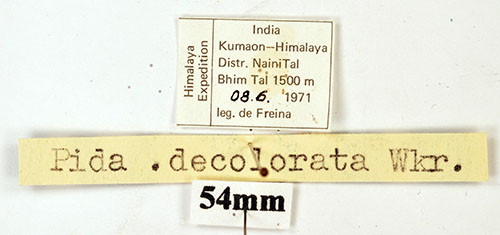 Himalaya
Expedition
India
Kumaon--Himalaya
Distr. NainiTal
Bhim Tal 1500 m
08.6. 1971
leg. de Freina
Pida .decolorata Wkr.
54mm